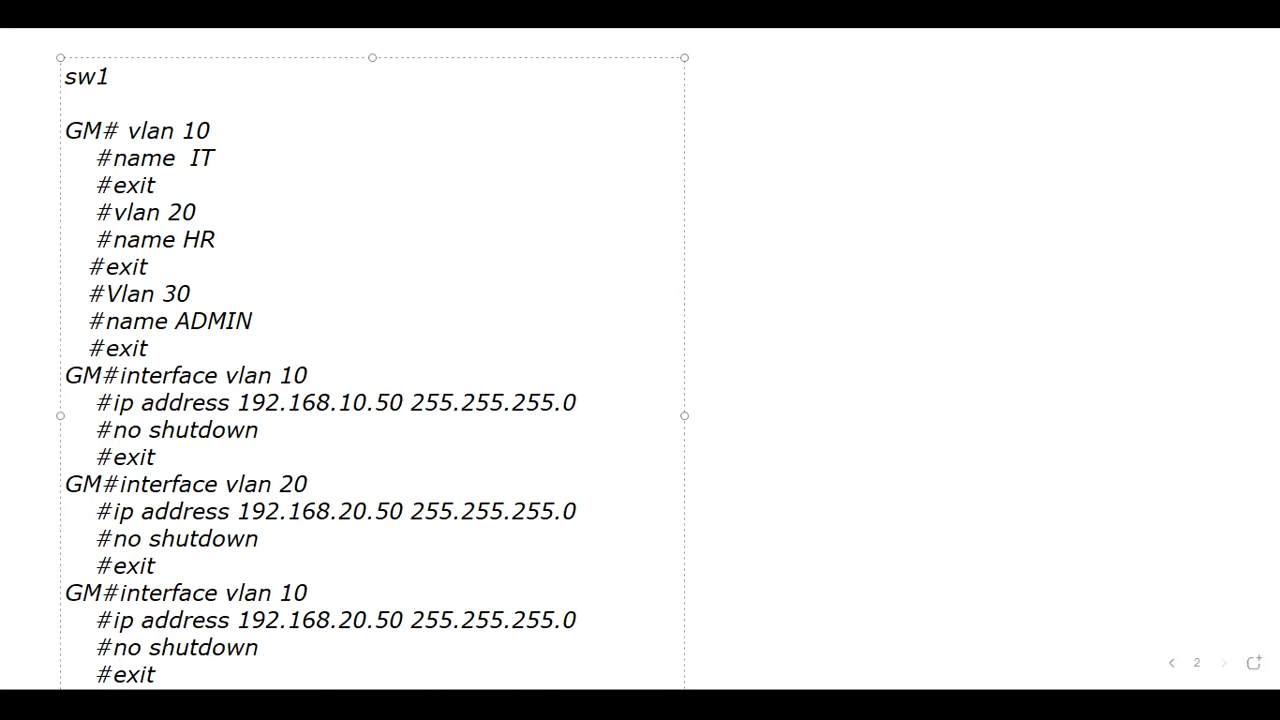 sw1
GM# vlan 10
#name  IT
#exit
#vlan 20
#name HR
#exit
#Vlan 30
#name ADMIN
#exit
GM#interface vlan 10
#ip address 192.168.10.50 255.255.255.0
#no shutdown
#exit
GM#interface vlan 20
#ip address 192.168.20.50 255.255.255.0
#no shutdown
#exit
GM#interface vlan 10
#ip address 192.168.20.50 255.255.255.0
#no shutdown
#exit
2